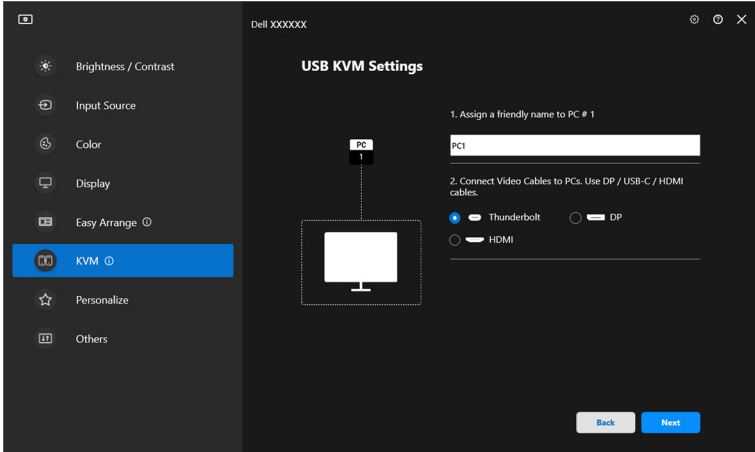 Dell XXXXXX
Brightness / Contrast
Input Source
Color
Display
Easy Arrange
KVM
Personalize
Others
USB KVM Settings
PC
1
1. Assign a friendly name to PC # 1
PC1
2. Connect Video Cables to PCs. Use DP / USB-C / HDMI
cables.
Thunderbolt
DP
HDMI
Back
Next